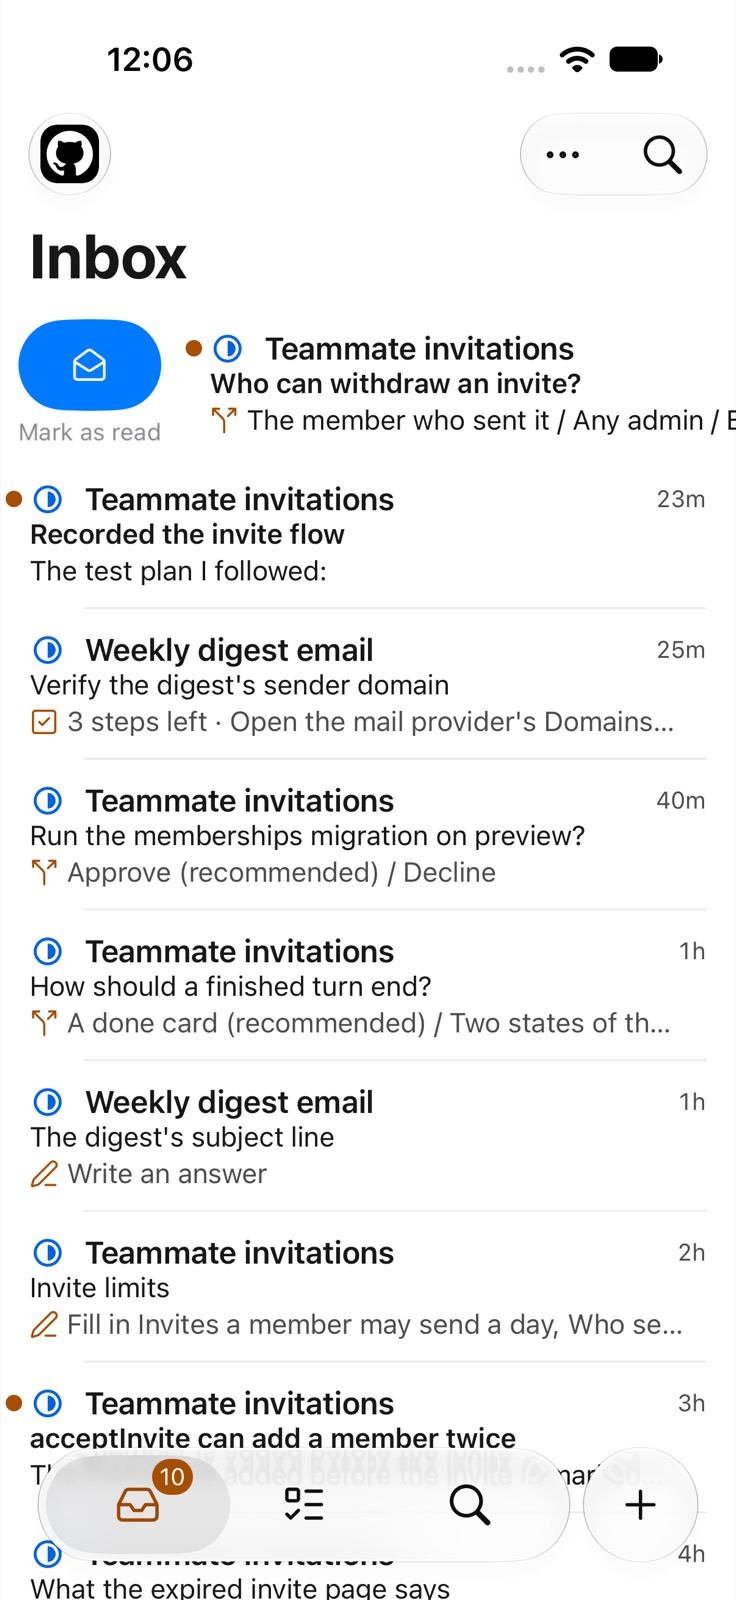 12:06
Inbox
Teammate invitations
Who can withdraw an invite?
The member who sent it / Any admin /
Mark as read
Teammate invitations 23m
Recorded the invite flow
The test plan I followed:
Weekly digest email 25m
Verify the digest's sender domain
3 steps left · Open the mail provider's Domains...
Teammate invitations 40m
Run the memberships migration on preview?
Approve (recommended) / Decline
Teammate invitations 1h
How should a finished turn end?
A done card (recommended) / Two states of th...
Weekly digest email 1h
The digest's subject line
Write an answer
Teammate invitations 2h
Invite limits
Fill in Invites a member may send a day, Who se...
Teammate invitations 3h
acceptInvite can add a member twice
added before the invite
10
Teammate invitations 4h
What the expired invite page says